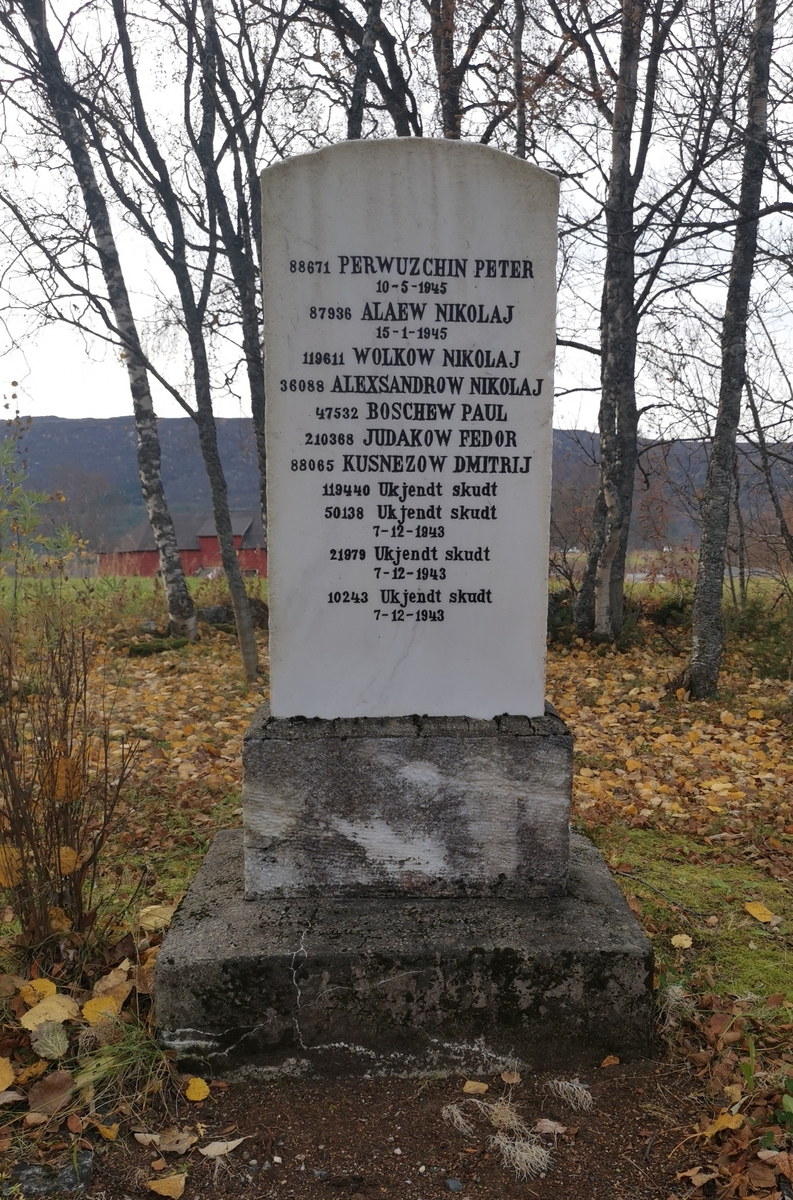 88671 PERWUZCHIN PETER
10-5-1945
87936 ALAEW NIKOLAJ
15-1-1945
119611 WOLKOW NIKOLAJ
36088 ALEXSANDROW NIKOLAJ
47532 BOSCHEW PAUL
210368 JUDAKOW FEDOR
88065 KUSNEZOW DMITRIJ
119440 Ukjendt skudt
50138 Ukjendt skudt
7-12-1943
21979 Ukjendt skudt
7-12-1943
10243 Ukjendt skudt
7-12-1943